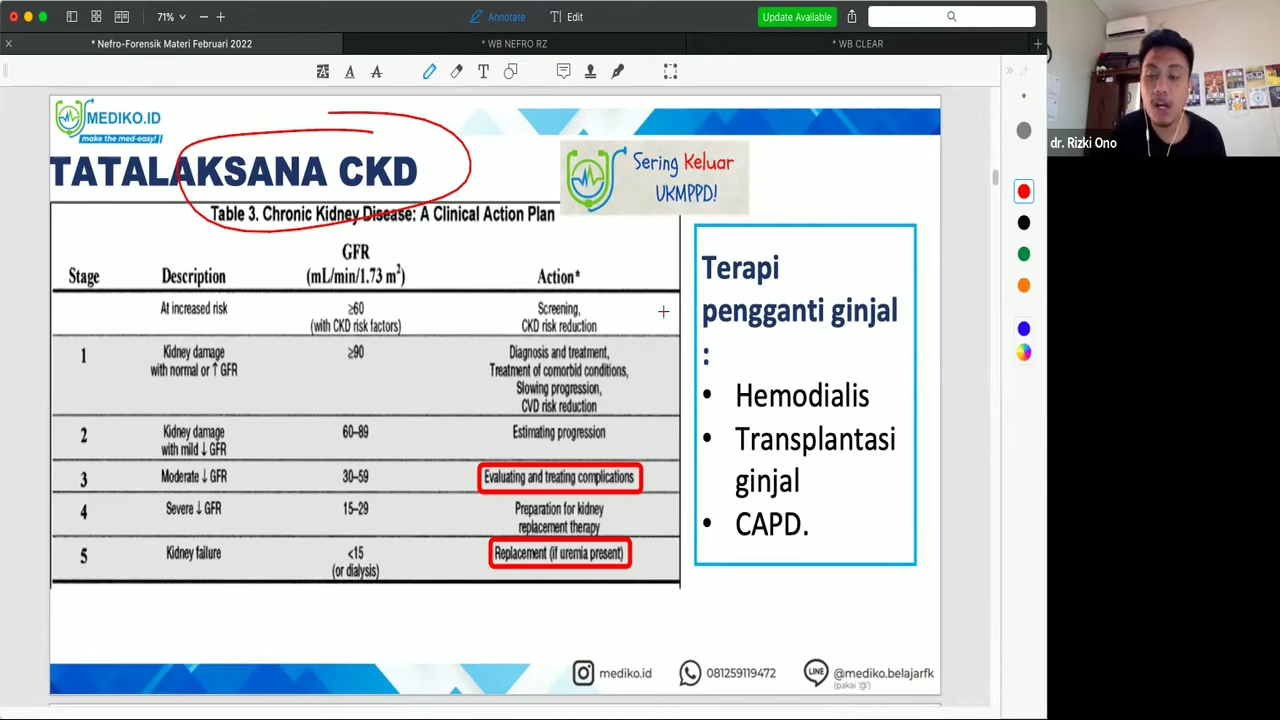 71%
Annotate
Edit
Update Available
* Nefro-Forensik Materi Februari 2022
* WB NEFRO RZ
* WB CLEAR
MEDIKO.ID
make the med-easy!
dr. Rizki Ono
TATALAKSANA CKD
Sering Keluar
UKMPPD!
Table 3. Chronic Kidney Disease: A Clinical Action Plan
Stage Description GFR (mL/min/1.73 m²) Action*
At increased risk ≥60 Screening,
(with CKD risk factors) CKD risk reduction
1 Kidney damage ≥90 Diagnosis and treatment,
with normal or ↑ GFR Treatment of comorbid conditions,
Slowing progression,
CVD risk reduction
2 Kidney damage 60–89 Estimating progression
with mild ↓ GFR
3 Moderate ↓ GFR 30–59 Evaluating and treating complications
4 Severe ↓ GFR 15–29 Preparation for kidney
replacement therapy
5 Kidney failure <15 Replacement (if uremia present)
(or dialysis)
Terapi
pengganti ginjal
:
• Hemodialis
• Transplantasi
ginjal
• CAPD.
mediko.id
081259119472
LINE
@mediko.belajarfk
(pakai '@')